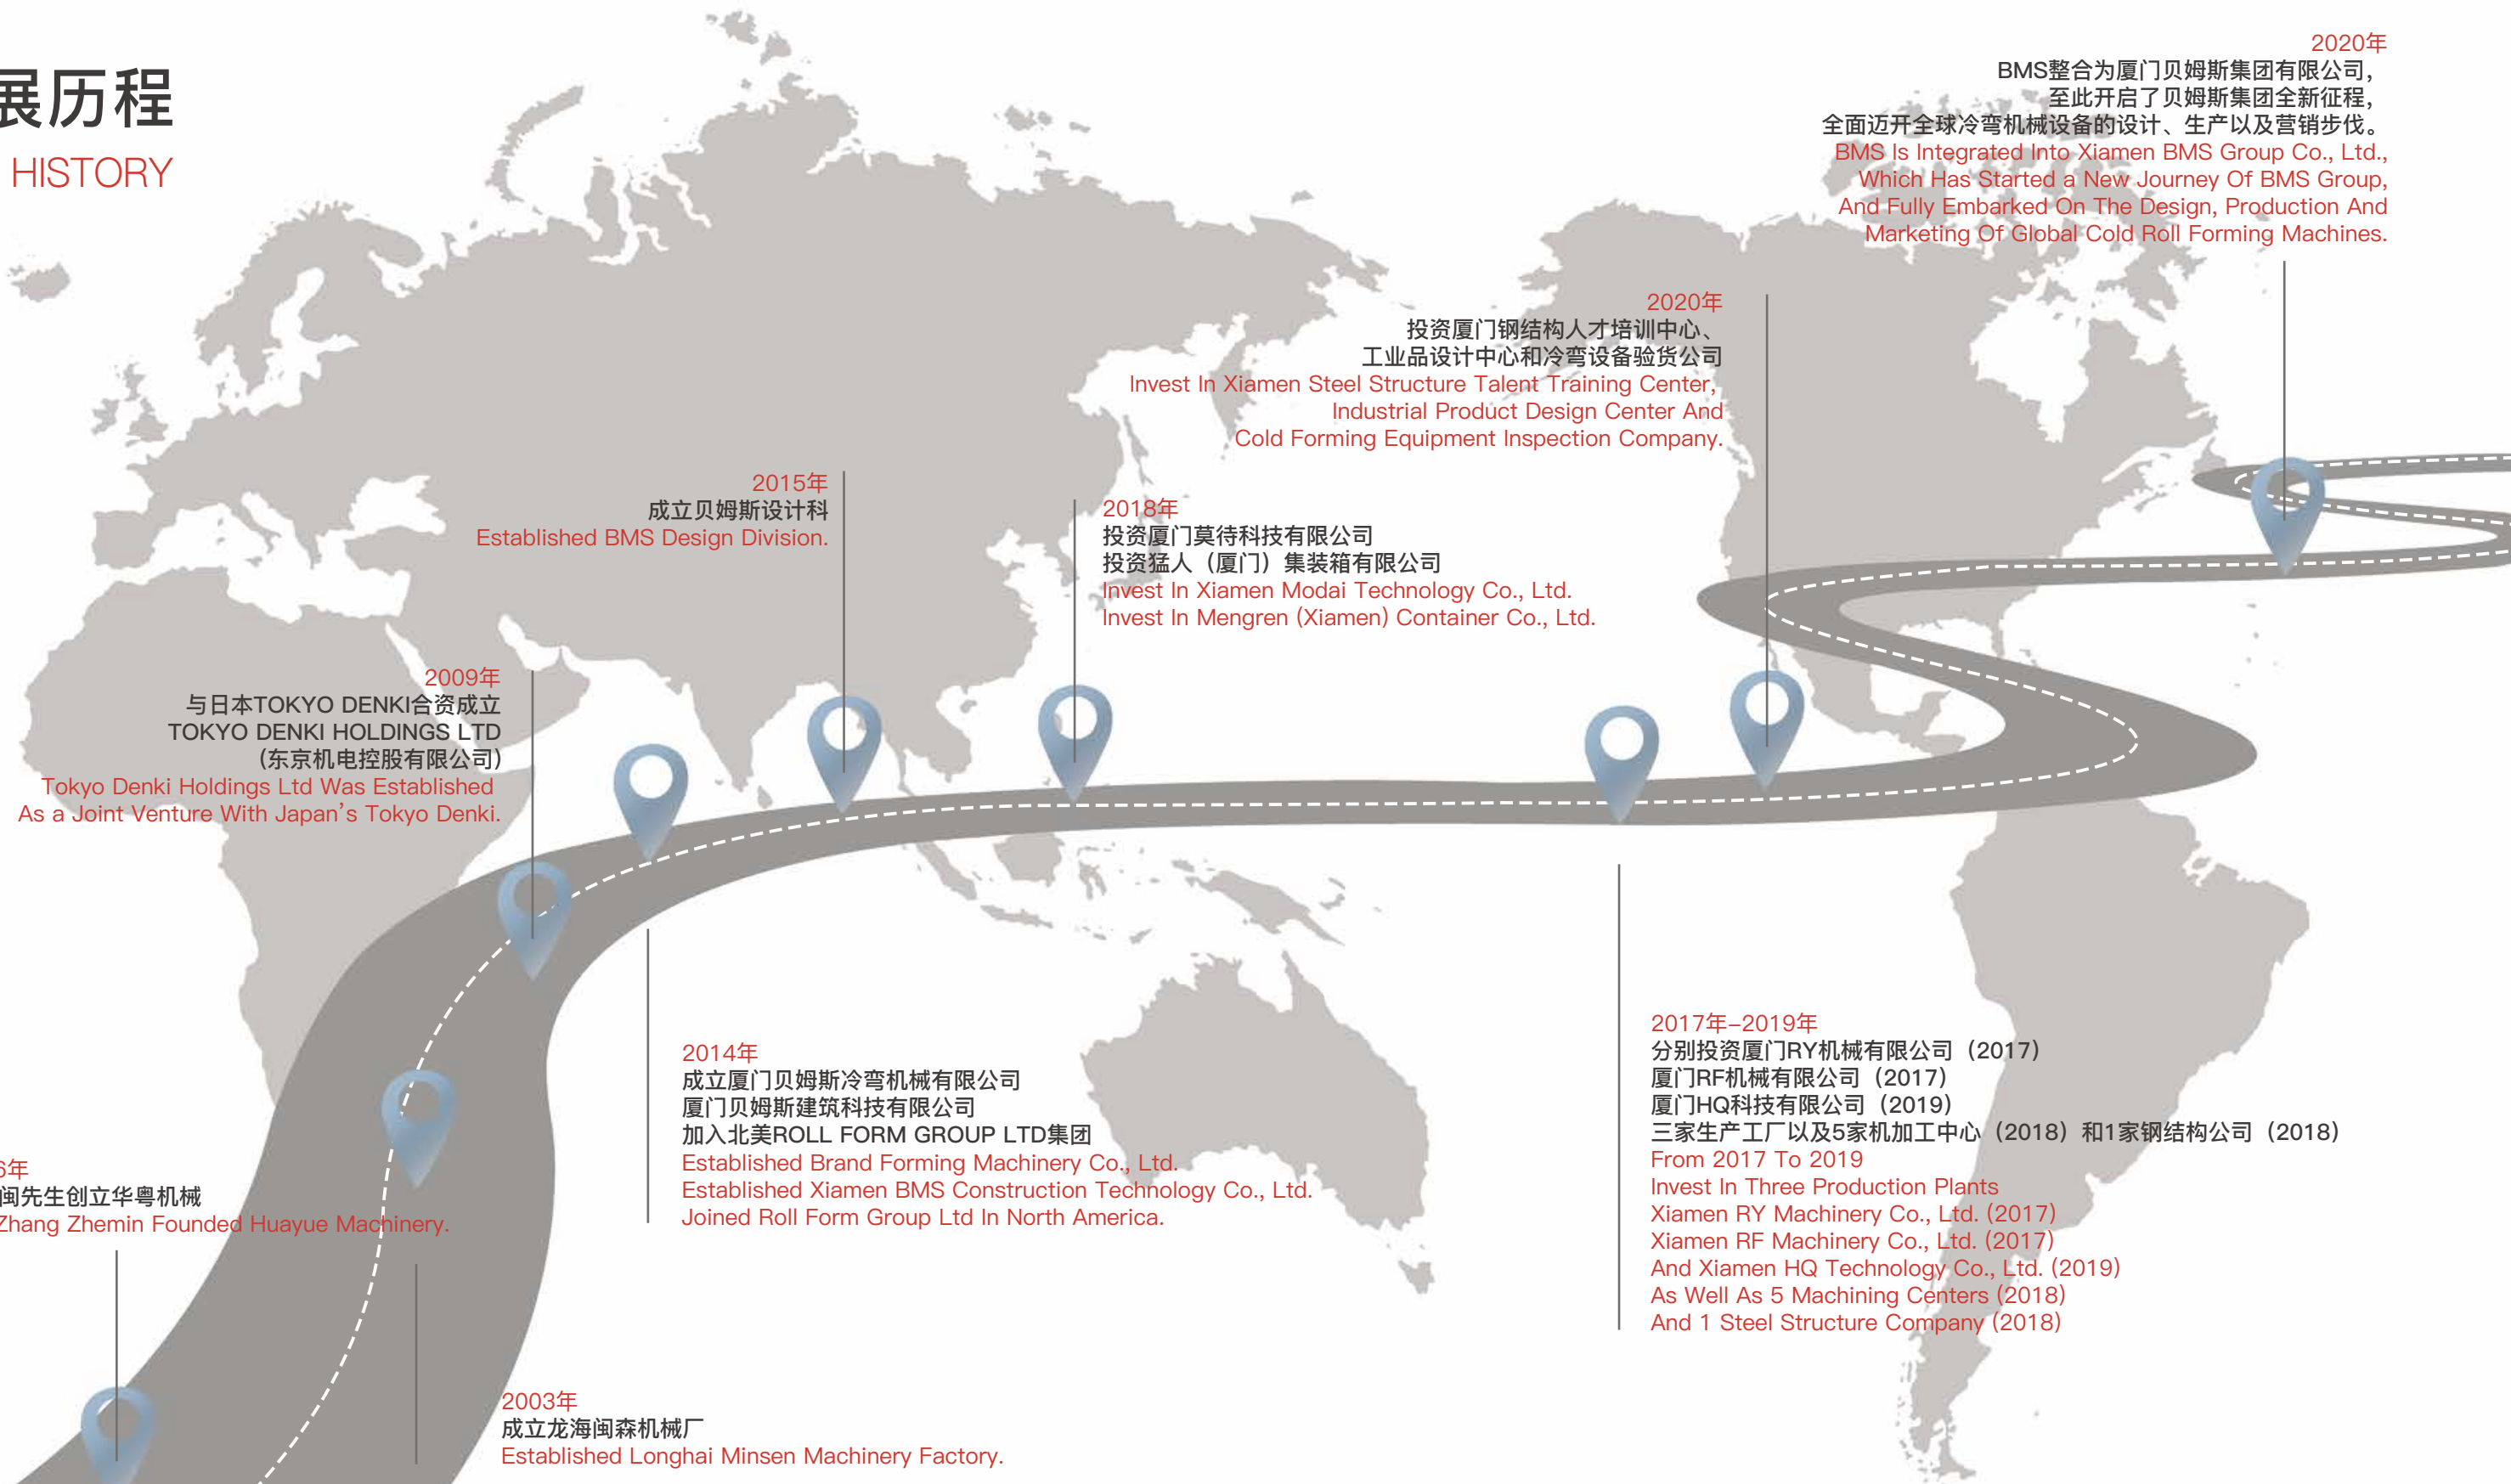 展历程
HISTORY
6年
闽先生创立华粤机械
Zhang Zhemin Founded Huayue Machinery.
2003年
成立龙海闽森机械厂
Established Longhai Minsen Machinery Factory.
2009年
与日本TOKYO DENKI合资成立
TOKYO DENKI HOLDINGS LTD
(东京机电控股有限公司)
Tokyo Denki Holdings Ltd Was Established
As a Joint Venture With Japan's Tokyo Denki.
2014年
成立厦门贝姆斯冷弯机械有限公司
厦门贝姆斯建筑科技有限公司
加入北美ROLL FORM GROUP LTD集团
Established Brand Forming Machinery Co., Ltd.
Established Xiamen BMS Construction Technology Co., Ltd.
Joined Roll Form Group Ltd In North America.
2015年
成立贝姆斯设计科
Established BMS Design Division.
2018年
投资厦门莫待科技有限公司
投资猛人（厦门）集装箱有限公司
Invest In Xiamen Modai Technology Co., Ltd.
Invest In Mengren (Xiamen) Container Co., Ltd.
2017年–2019年
分别投资厦门RY机械有限公司（2017）
厦门RF机械有限公司（2017）
厦门HQ科技有限公司（2019）
三家生产工厂以及5家机加工中心（2018）和1家钢结构公司（2018）
From 2017 To 2019
Invest In Three Production Plants
Xiamen RY Machinery Co., Ltd. (2017)
Xiamen RF Machinery Co., Ltd. (2017)
And Xiamen HQ Technology Co., Ltd. (2019)
As Well As 5 Machining Centers (2018)
And 1 Steel Structure Company (2018)
2020年
投资厦门钢结构人才培训中心、
工业品设计中心和冷弯设备验货公司
Invest In Xiamen Steel Structure Talent Training Center,
Industrial Product Design Center And
Cold Forming Equipment Inspection Company.
2020年
BMS整合为厦门贝姆斯集团有限公司，
至此开启了贝姆斯集团全新征程，
全面迈开全球冷弯机械设备的设计、生产以及营销步伐。
BMS Is Integrated Into Xiamen BMS Group Co., Ltd.,
Which Has Started a New Journey Of BMS Group,
And Fully Embarked On The Design, Production And
Marketing Of Global Cold Roll Forming Machines.